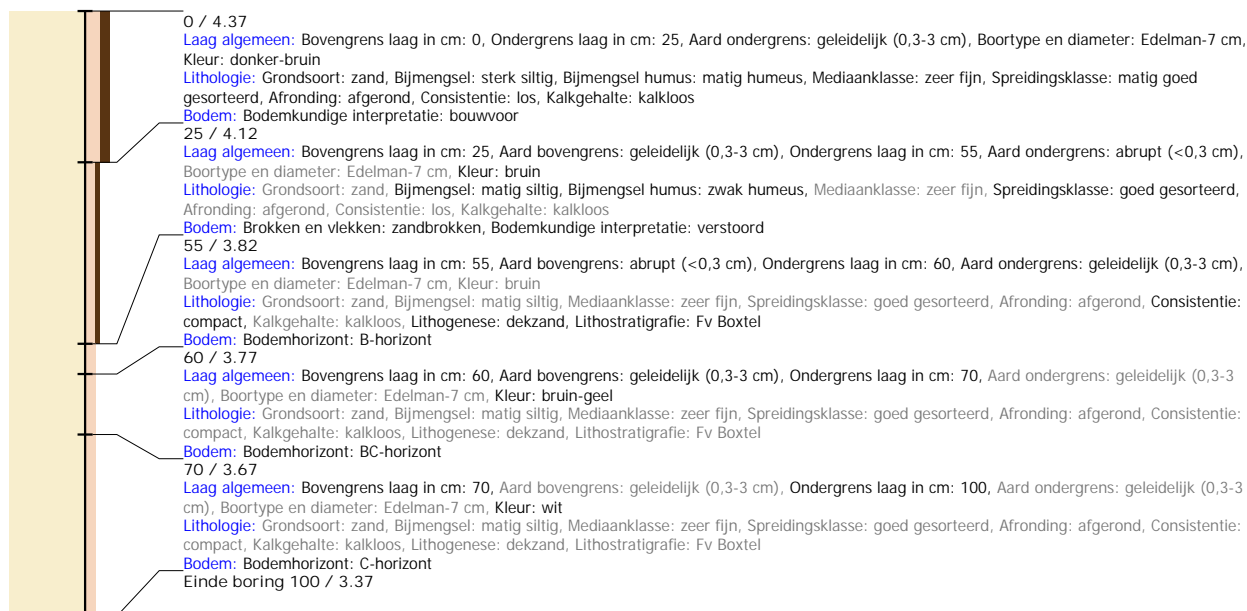 0 / 4.37
Laag algemeen: Bovengrens laag in cm: 0, Ondergrens laag in cm: 25, Aard ondergrens: geleidelijk (0,3-3 cm), Boortype en diameter: Edelman-7 cm,
Kleur: donker-bruin
Lithologie: Grondsoort: zand, Bijmengsel: sterk siltig, Bijmengsel humus: matig humeus, Mediaanklasse: zeer fijn, Spreidingsklasse: matig goed
gesorteerd, Afronding: afgerond, Consistentie: los, Kalkgehalte: kalkloos
Bodem: Bodemkundige interpretatie: bouwvoor
25 / 4.12
Laag algemeen: Bovengrens laag in cm: 25, Aard bovengrens: geleidelijk (0,3-3 cm), Ondergrens laag in cm: 55, Aard ondergrens: abrupt (<0,3 cm),
Boortype en diameter: Edelman-7 cm, Kleur: bruin
Lithologie: Grondsoort: zand, Bijmengsel: matig siltig, Bijmengsel humus: zwak humeus, Mediaanklasse: zeer fijn, Spreidingsklasse: goed gesorteerd,
Afronding: afgerond, Consistentie: los, Kalkgehalte: kalkloos
Bodem: Brokken en vlekken: zandbrokken, Bodemkundige interpretatie: verstoord
55 / 3.82
Laag algemeen: Bovengrens laag in cm: 55, Aard bovengrens: abrupt (<0,3 cm), Ondergrens laag in cm: 60, Aard ondergrens: geleidelijk (0,3-3 cm),
Boortype en diameter: Edelman-7 cm, Kleur: bruin
Lithologie: Grondsoort: zand, Bijmengsel: matig siltig, Mediaanklasse: zeer fijn, Spreidingsklasse: goed gesorteerd, Afronding: afgerond, Consistentie:
compact, Kalkgehalte: kalkloos, Lithogenese: dekzand, Lithostratigrafie: Fv Boxtel
Bodem: Bodemhorizont: B-horizont
60 / 3.77
Laag algemeen: Bovengrens laag in cm: 60, Aard bovengrens: geleidelijk (0,3-3 cm), Ondergrens laag in cm: 70, Aard ondergrens: geleidelijk (0,3-3
cm), Boortype en diameter: Edelman-7 cm, Kleur: bruin-geel
Lithologie: Grondsoort: zand, Bijmengsel: matig siltig, Mediaanklasse: zeer fijn, Spreidingsklasse: goed gesorteerd, Afronding: afgerond, Consistentie:
compact, Kalkgehalte: kalkloos, Lithogenese: dekzand, Lithostratigrafie: Fv Boxtel
Bodem: Bodemhorizont: BC-horizont
70 / 3.67
Laag algemeen: Bovengrens laag in cm: 70, Aard bovengrens: geleidelijk (0,3-3 cm), Ondergrens laag in cm: 100, Aard ondergrens: geleidelijk (0,3-3
cm), Boortype en diameter: Edelman-7 cm, Kleur: wit
Lithologie: Grondsoort: zand, Bijmengsel: matig siltig, Mediaanklasse: zeer fijn, Spreidingsklasse: goed gesorteerd, Afronding: afgerond, Consistentie:
compact, Kalkgehalte: kalkloos, Lithogenese: dekzand, Lithostratigrafie: Fv Boxtel
Bodem: Bodemhorizont: C-horizont
Einde boring 100 / 3.37